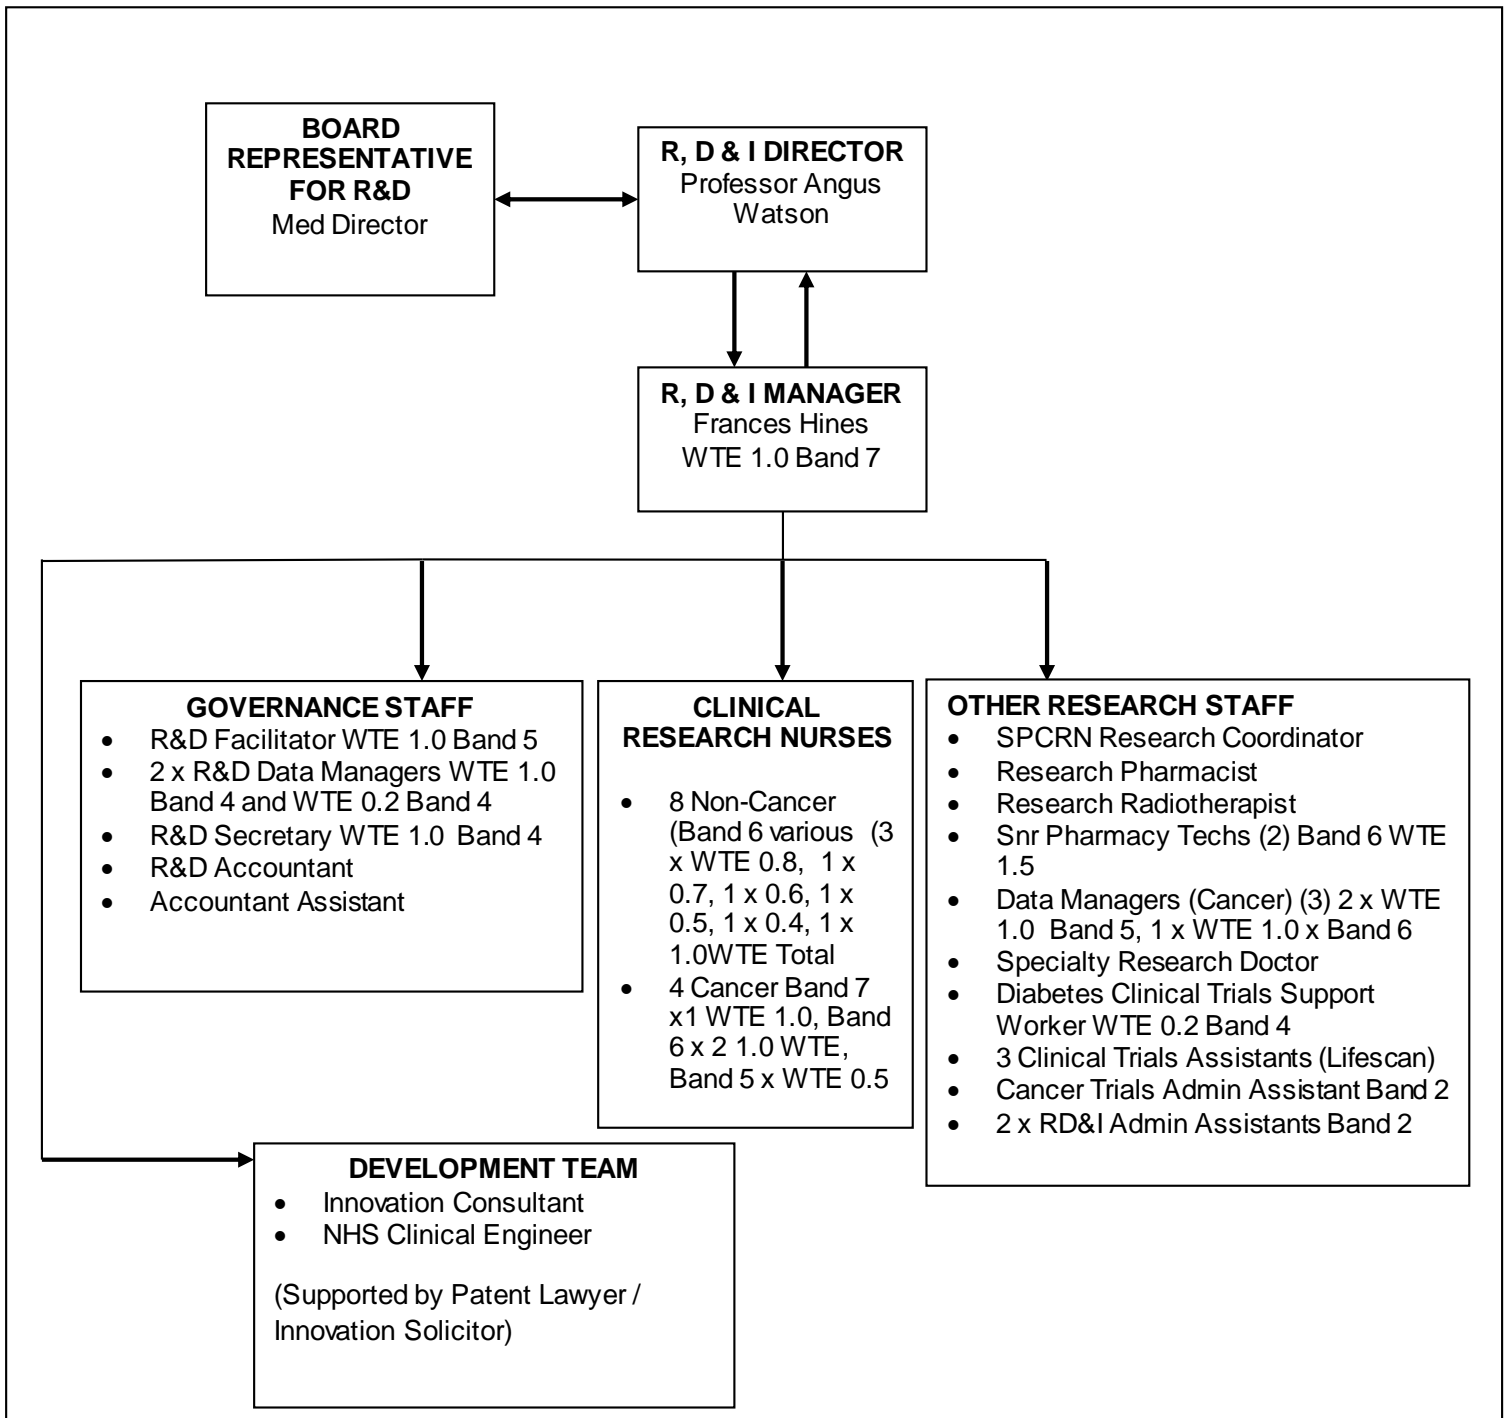 BOARD
REPRESENTATIVE
FOR R&D
Med Director
R, D & I DIRECTOR
Professor Angus
Watson
R, D & I MANAGER
Frances Hines
WTE 1.0 Band 7
GOVERNANCE STAFF
• R&D Facilitator WTE 1.0 Band 5
• 2 x R&D Data Managers WTE 1.0
Band 4 and WTE 0.2 Band 4
• R&D Secretary WTE 1.0 Band 4
• R&D Accountant
• Accountant Assistant
CLINICAL
RESEARCH NURSES
• 8 Non-Cancer
(Band 6 various (3
x WTE 0.8, 1 x
0.7, 1 x 0.6, 1 x
0.5, 1 x 0.4, 1 x
1.0WTE Total
• 4 Cancer Band 7
x1 WTE 1.0, Band
6 x 2 1.0 WTE,
Band 5 x WTE 0.5
OTHER RESEARCH STAFF
• SPCRN Research Coordinator
• Research Pharmacist
• Research Radiotherapist
• Snr Pharmacy Techs (2) Band 6 WTE
1.5
• Data Managers (Cancer) (3) 2 x WTE
1.0 Band 5, 1 x WTE 1.0 x Band 6
• Specialty Research Doctor
• Diabetes Clinical Trials Support
Worker WTE 0.2 Band 4
• 3 Clinical Trials Assistants (Lifescan)
• Cancer Trials Admin Assistant Band 2
• 2 x RD&I Admin Assistants Band 2
DEVELOPMENT TEAM
• Innovation Consultant
• NHS Clinical Engineer
(Supported by Patent Lawyer /
Innovation Solicitor)